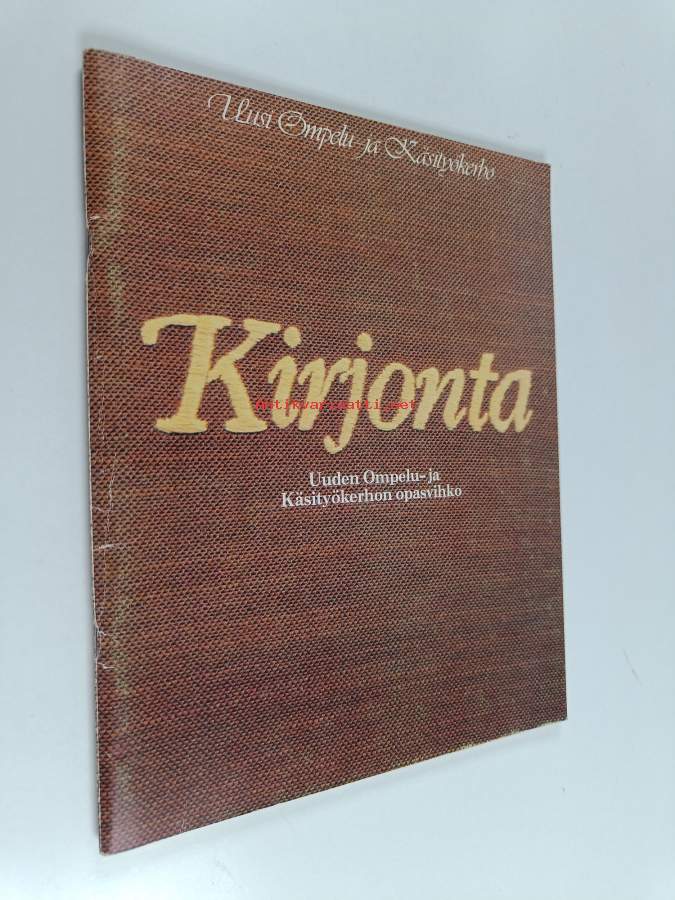 Uusi Ompelu- ja Käsityökerho
Kirjonta
Antikvariaatti.net
Uuden Ompelu- ja
Käsityökerhon opasvihko